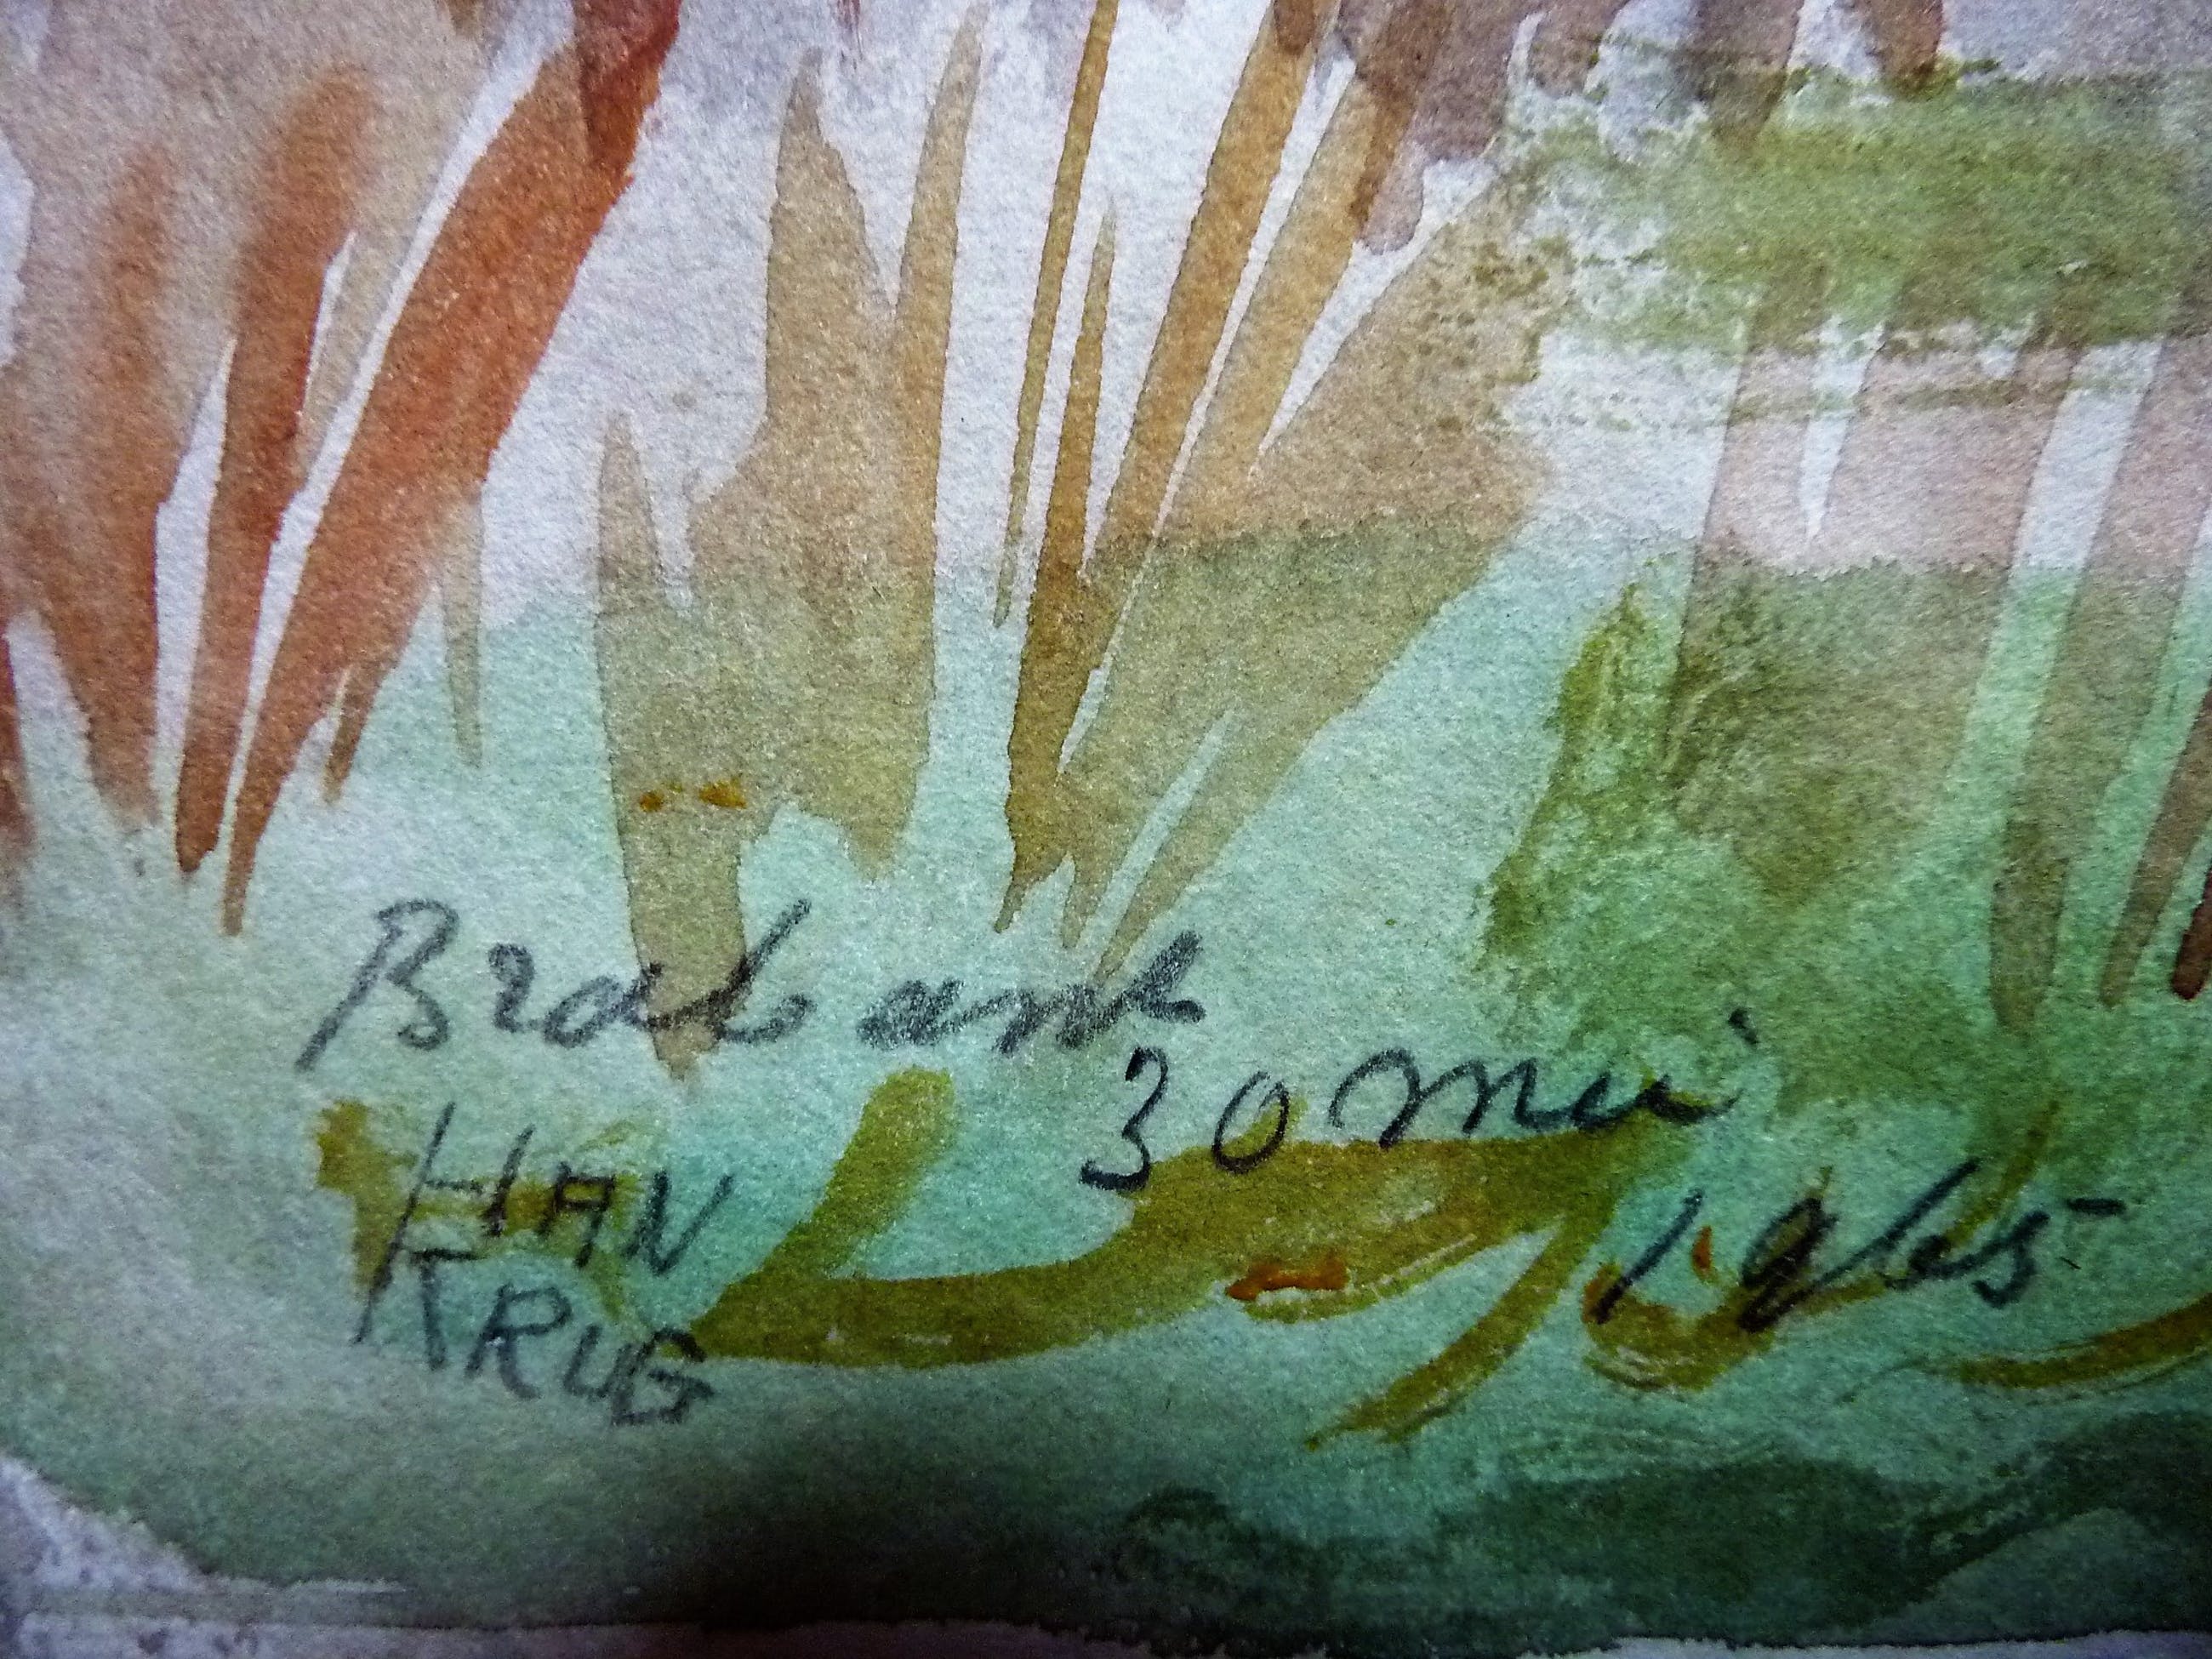 Brabant
30 mei
1965
HAN
KRUG